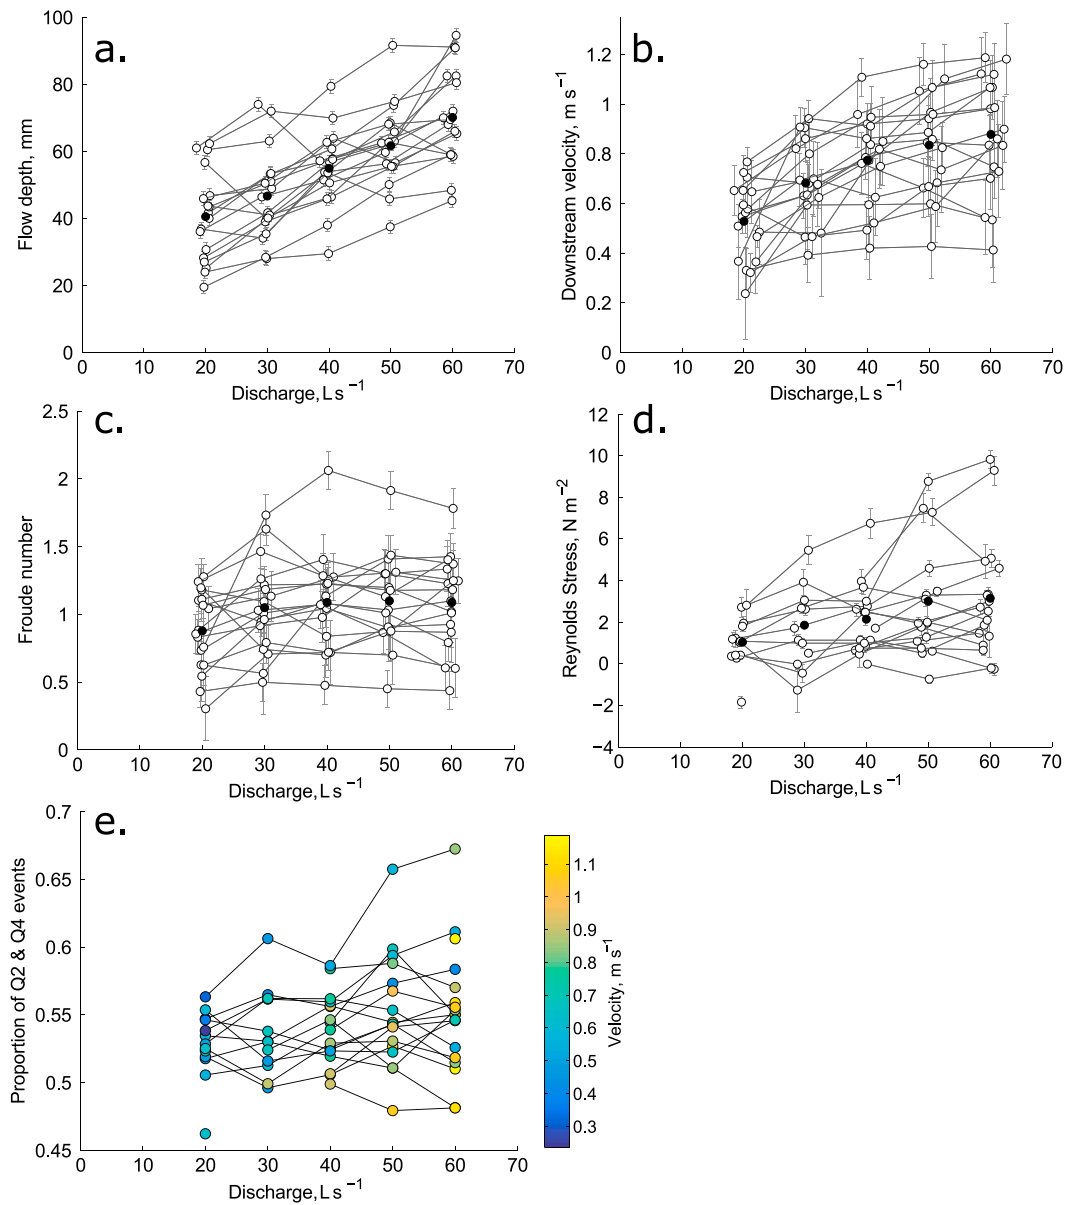 a.
Flow depth, mm
100
80
60
40
20
0
0 10 20 30 40 50 60 70
Discharge, L s⁻¹
b.
Downstream velocity, m s⁻¹
1.2
1
0.8
0.6
0.4
0.2
0
0 10 20 30 40 50 60 70
Discharge, L s⁻¹
c.
Froude number
2.5
2
1.5
1
0.5
0
0 10 20 30 40 50 60 70
Discharge, L s⁻¹
d.
Reynolds Stress, N m⁻²
12
10
8
6
4
2
0
−2
−4
0 10 20 30 40 50 60 70
Discharge, L s⁻¹
e.
Proportion of Q2 & Q4 events
0.7
0.65
0.6
0.55
0.5
0.45
0 10 20 30 40 50 60 70
Discharge, L s⁻¹
1.1
1
0.9
0.8
0.7
0.6
0.5
0.4
0.3
Velocity, m s⁻¹